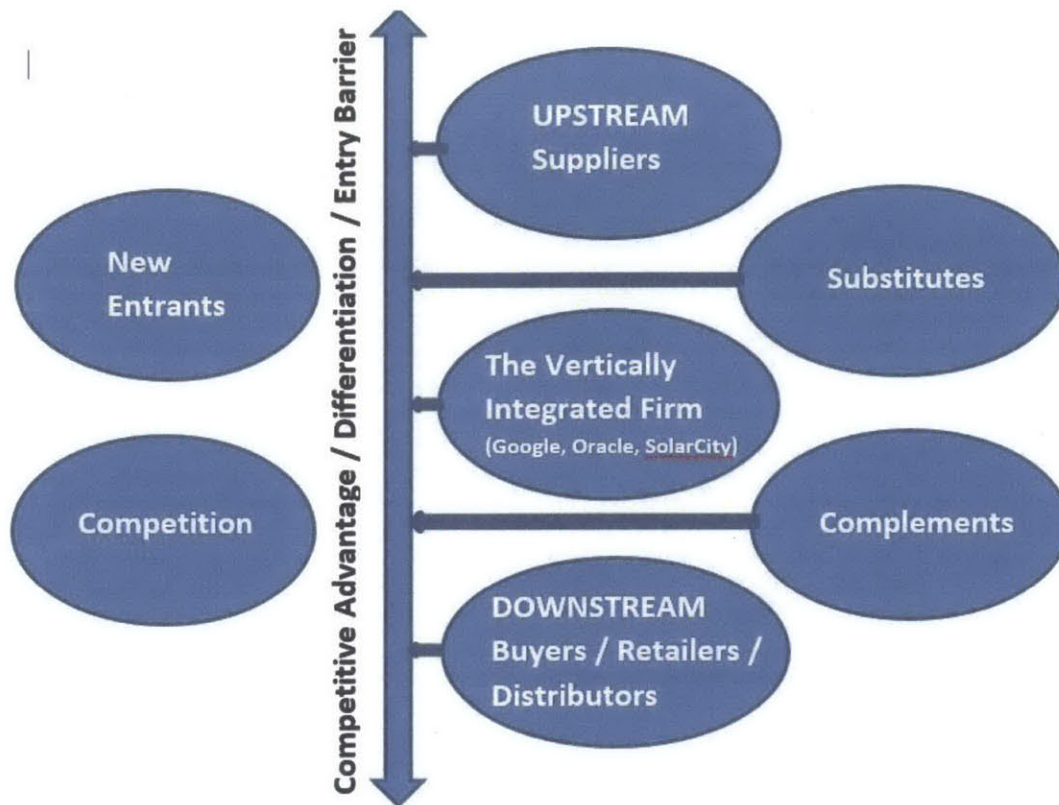 Competitive Advantage / Differentiation / Entry Barrier
UPSTREAM
Suppliers
New
Entrants
Substitutes
The Vertically
Integrated Firm
(Google, Oracle, SolarCity)
Competition
Complements
DOWNSTREAM
Buyers / Retailers /
Distributors